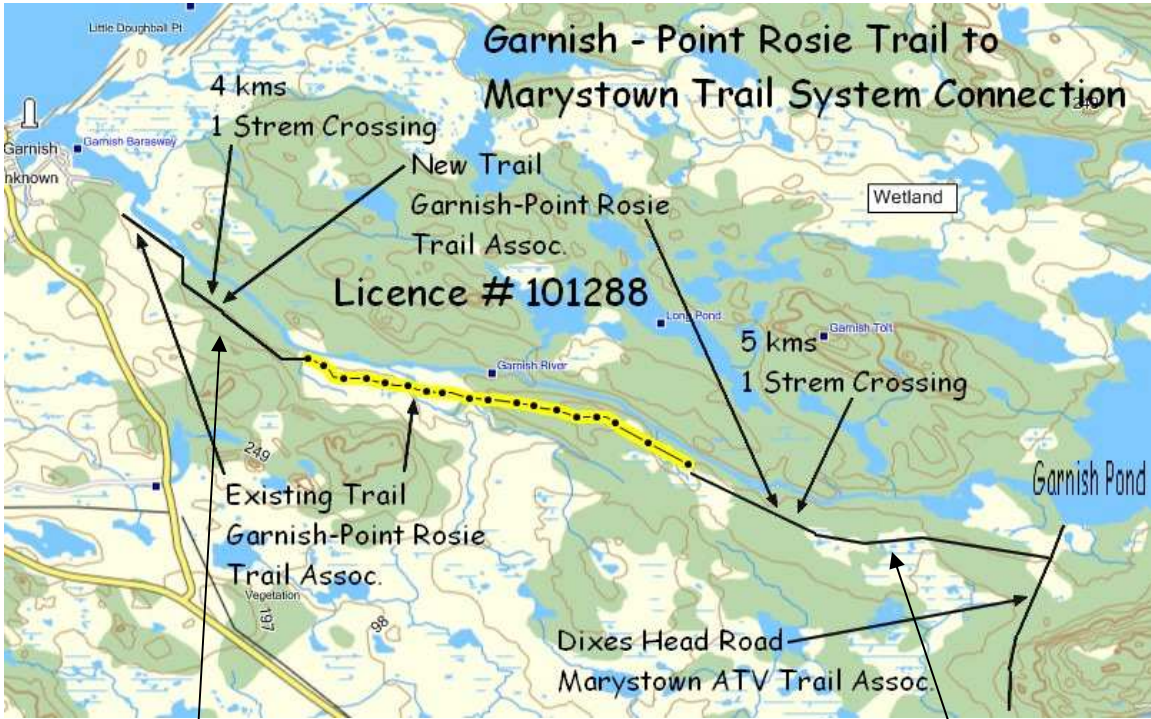 Little Doughball Pt
Garnish - Point Rosie Trail to
Marystown Trail System Connection
249
4 kms
1 Strem Crossing
Garnish Barasway
Garnish
nknown
New Trail
Garnish-Point Rosie
Trail Assoc.
Wetland
Licence # 101288
Long Pond
Garnish Tolt
5 kms
1 Strem Crossing
Garnish River
249
Garnish Pond
Existing Trail
Garnish-Point Rosie
Trail Assoc.
Vegetation
197
98
Dixes Head Road
Marystown ATV Trail Assoc.